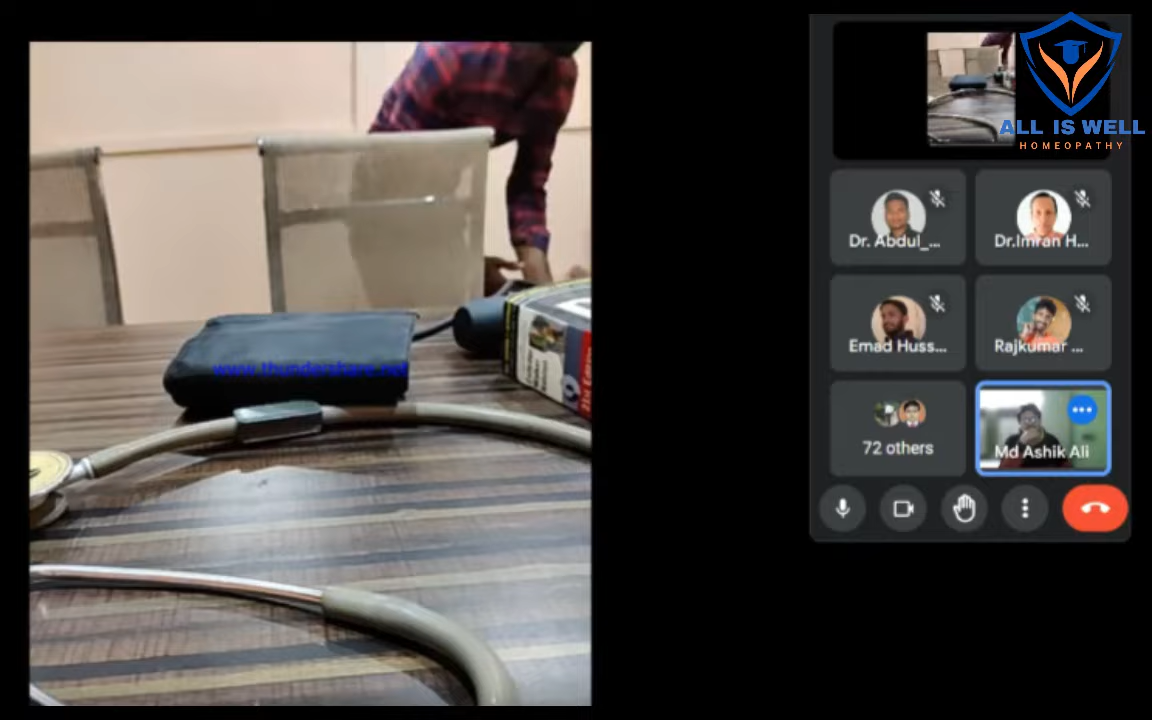 www.thundershare.net
ALL IS WELL
HOMEOPATHY
Dr. Abdul_...
Dr.Imran H...
Emad Huss...
Rajkumar ...
72 others
Md Ashik Ali